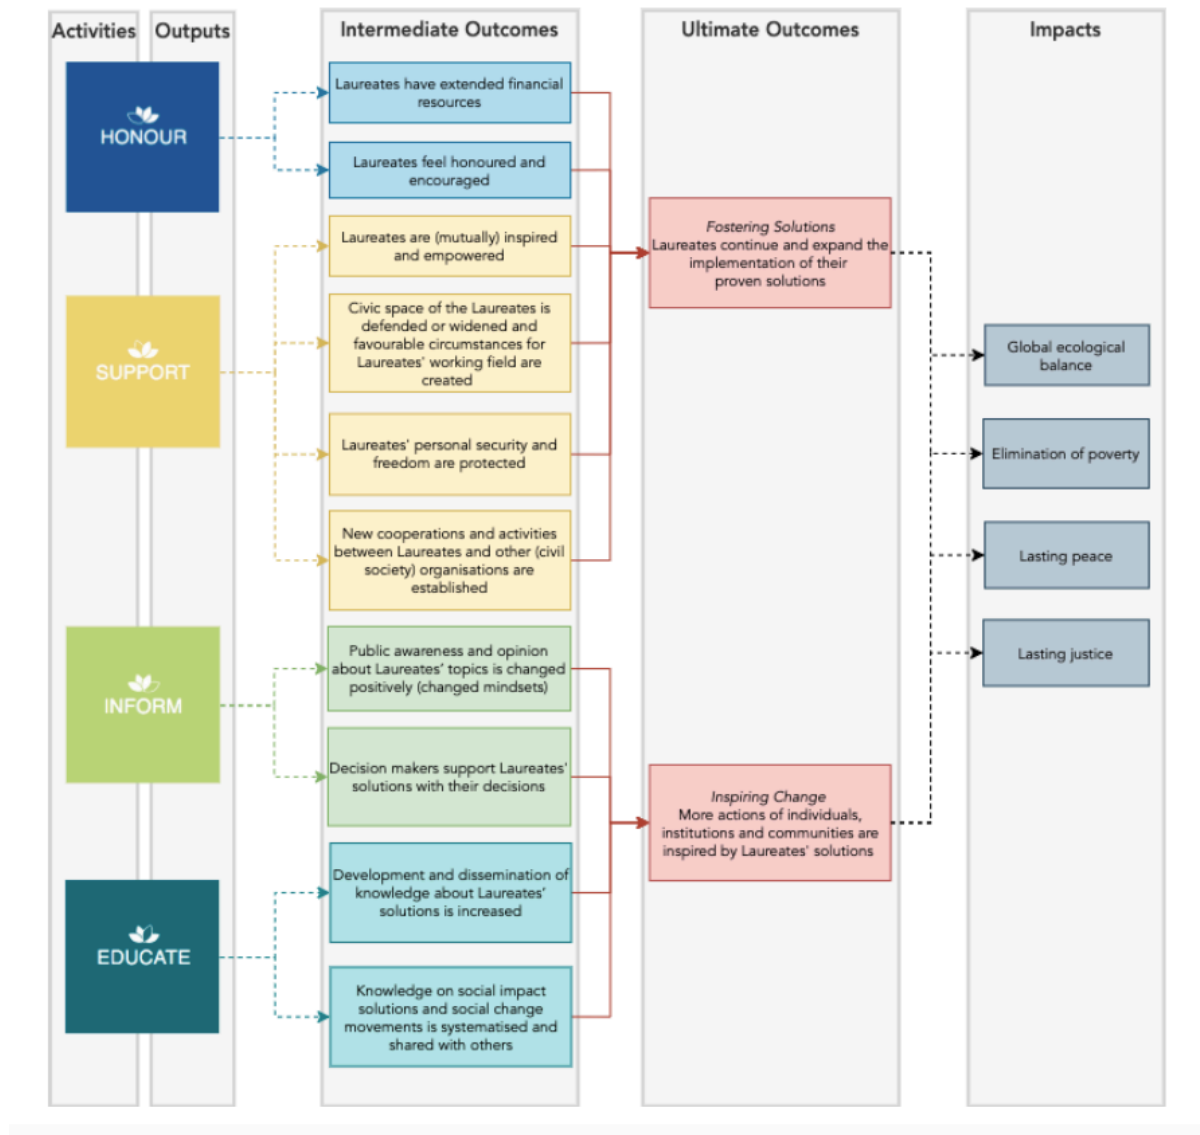 Activities
Outputs
Intermediate Outcomes
Ultimate Outcomes
Impacts
HONOUR
SUPPORT
INFORM
EDUCATE
Laureates have extended financial
resources
Laureates feel honoured and
encouraged
Laureates are (mutually) inspired
and empowered
Civic space of the Laureates is
defended or widened and
favourable circumstances for
Laureates' working field are
created
Laureates' personal security and
freedom are protected
New cooperations and activities
between Laureates and other (civil
society) organisations are
established
Public awareness and opinion
about Laureates' topics is changed
positively (changed mindsets)
Decision makers support Laureates'
solutions with their decisions
Development and dissemination of
knowledge about Laureates'
solutions is increased
Knowledge on social impact
solutions and social change
movements is systematised and
shared with others
Fostering Solutions
Laureates continue and expand the
implementation of their
proven solutions
Inspiring Change
More actions of individuals,
institutions and communities are
inspired by Laureates' solutions
Global ecological
balance
Elimination of poverty
Lasting peace
Lasting justice